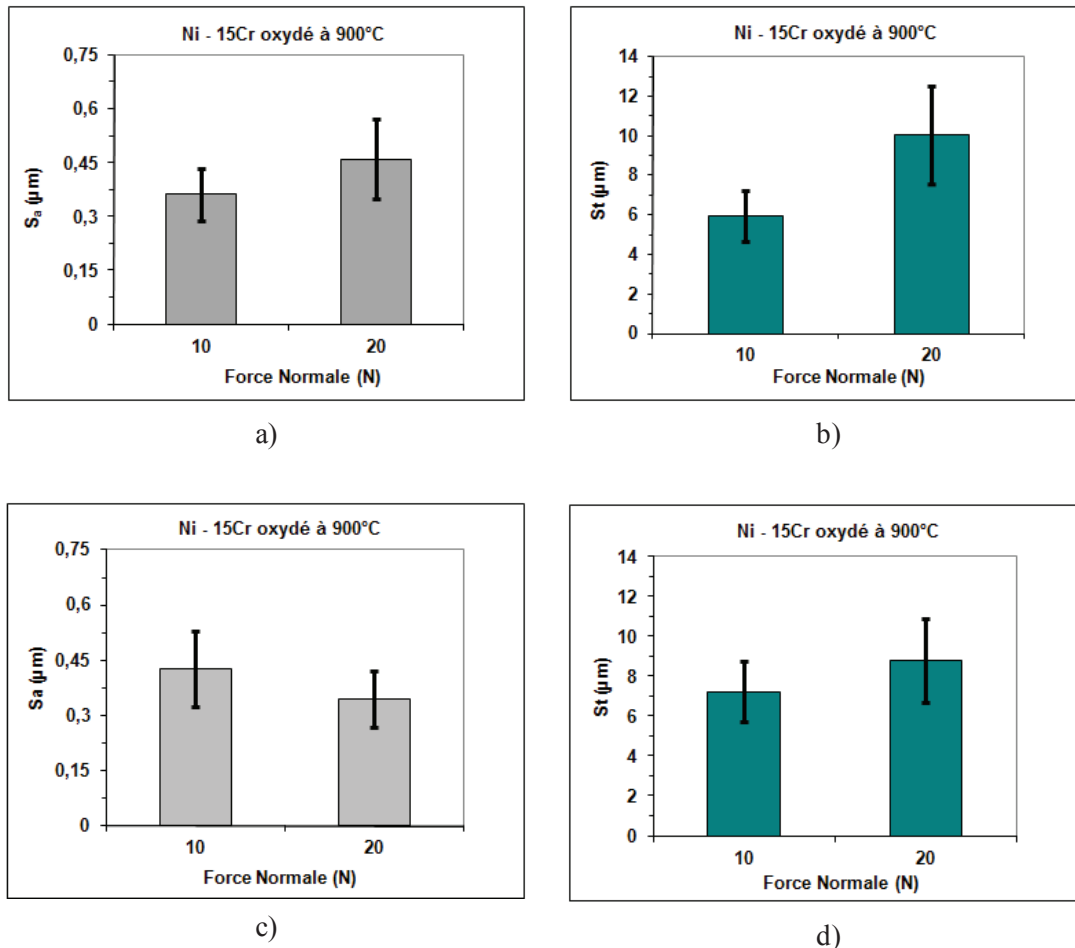 Ni - 15Cr oxydé à 900°C
0,75
0,6
0,45
0,3
0,15
0
Sa (µm)
10 20
Force Normale (N)
a)
Ni - 15Cr oxydé à 900°C
14
12
10
8
6
4
2
0
St (µm)
10 20
Force Normale (N)
b)
Ni - 15Cr oxydé à 900°C
0,75
0,6
0,45
0,3
0,15
0
Sa (µm)
10 20
Force Normale (N)
c)
Ni - 15Cr oxydé à 900°C
14
12
10
8
6
4
2
0
St (µm)
10 20
Force Normale (N)
d)